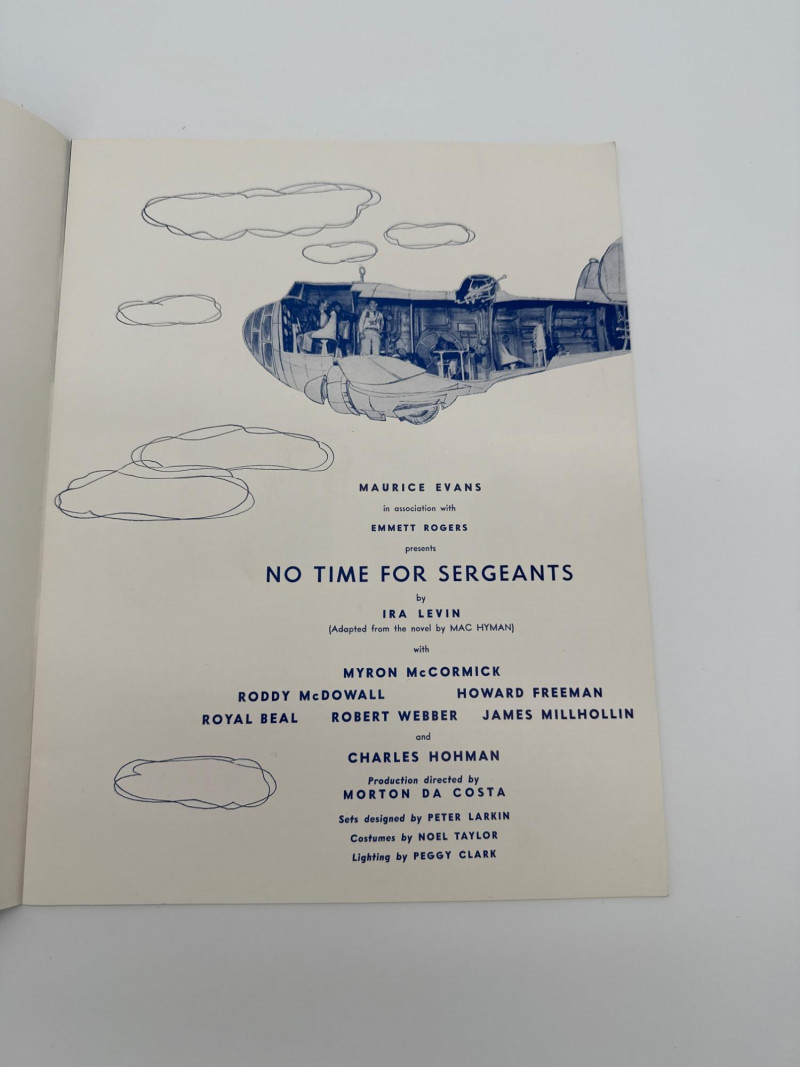 MAURICE EVANS
in association with
EMMETT ROGERS
presents
NO TIME FOR SERGEANTS
by
IRA LEVIN
(Adapted from the novel by MAC HYMAN)
with
MYRON McCORMICK
RODDY McDOWALL HOWARD FREEMAN
ROYAL BEAL ROBERT WEBBER JAMES MILLHOLLIN
and
CHARLES HOHMAN
Production directed by
MORTON DA COSTA
Sets designed by PETER LARKIN
Costumes by NOEL TAYLOR
Lighting by PEGGY CLARK